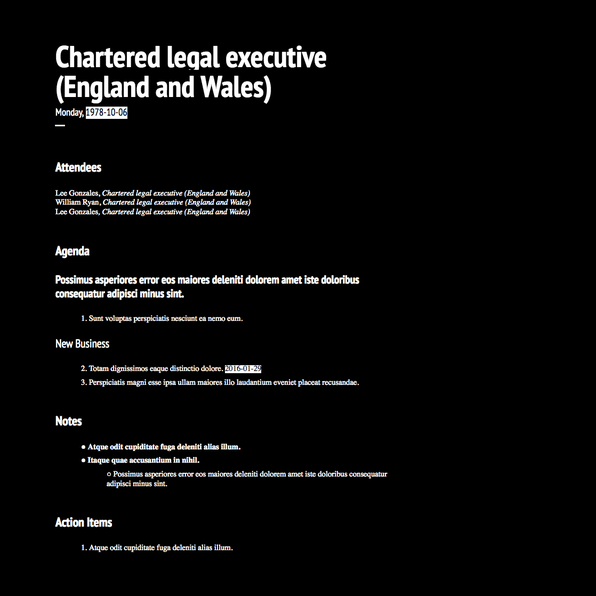 Chartered legal executive
(England and Wales)
Monday, 1978-10-06
Attendees
Lee Gonzales, Chartered legal executive (England and Wales)
William Ryan, Chartered legal executive (England and Wales)
Lee Gonzales, Chartered legal executive (England and Wales)
Agenda
Possimus asperiores error eos maiores deleniti dolorem amet iste doloribus
consequatur adipisci minus sint.
1. Sunt voluptas perspiciatis nesciunt ea nemo eum.
New Business
2. Totam dignissimos eaque distinctio dolore. 2016-01-29
3. Perspiciatis magni esse ipsa ullam maiores illo laudantium eveniet placeat recusandae.
Notes
● Atque odit cupiditate fuga deleniti alias illum.
● Itaque quae accusantium in nihil.
○ Possimus asperiores error eos maiores deleniti dolorem amet iste doloribus consequatur
adipisci minus sint.
Action Items
1. Atque odit cupiditate fuga deleniti alias illum.